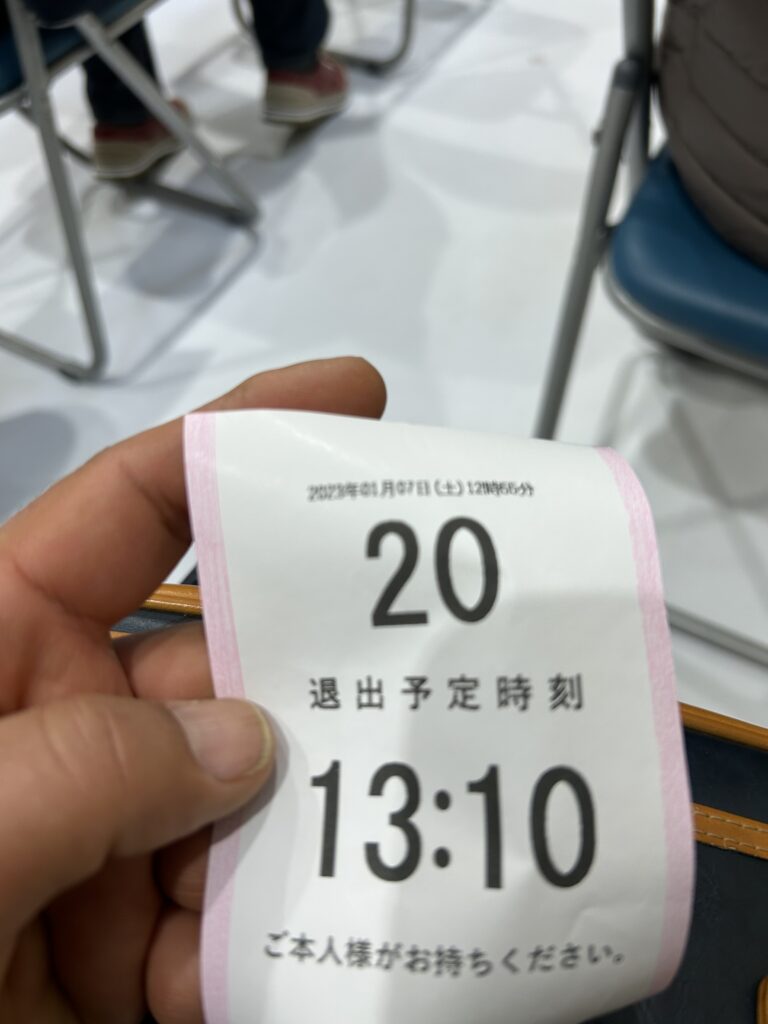 2023年01月07日(土)12時55分
20
退出予定時刻
13:10
ご本人様がお持ちください。